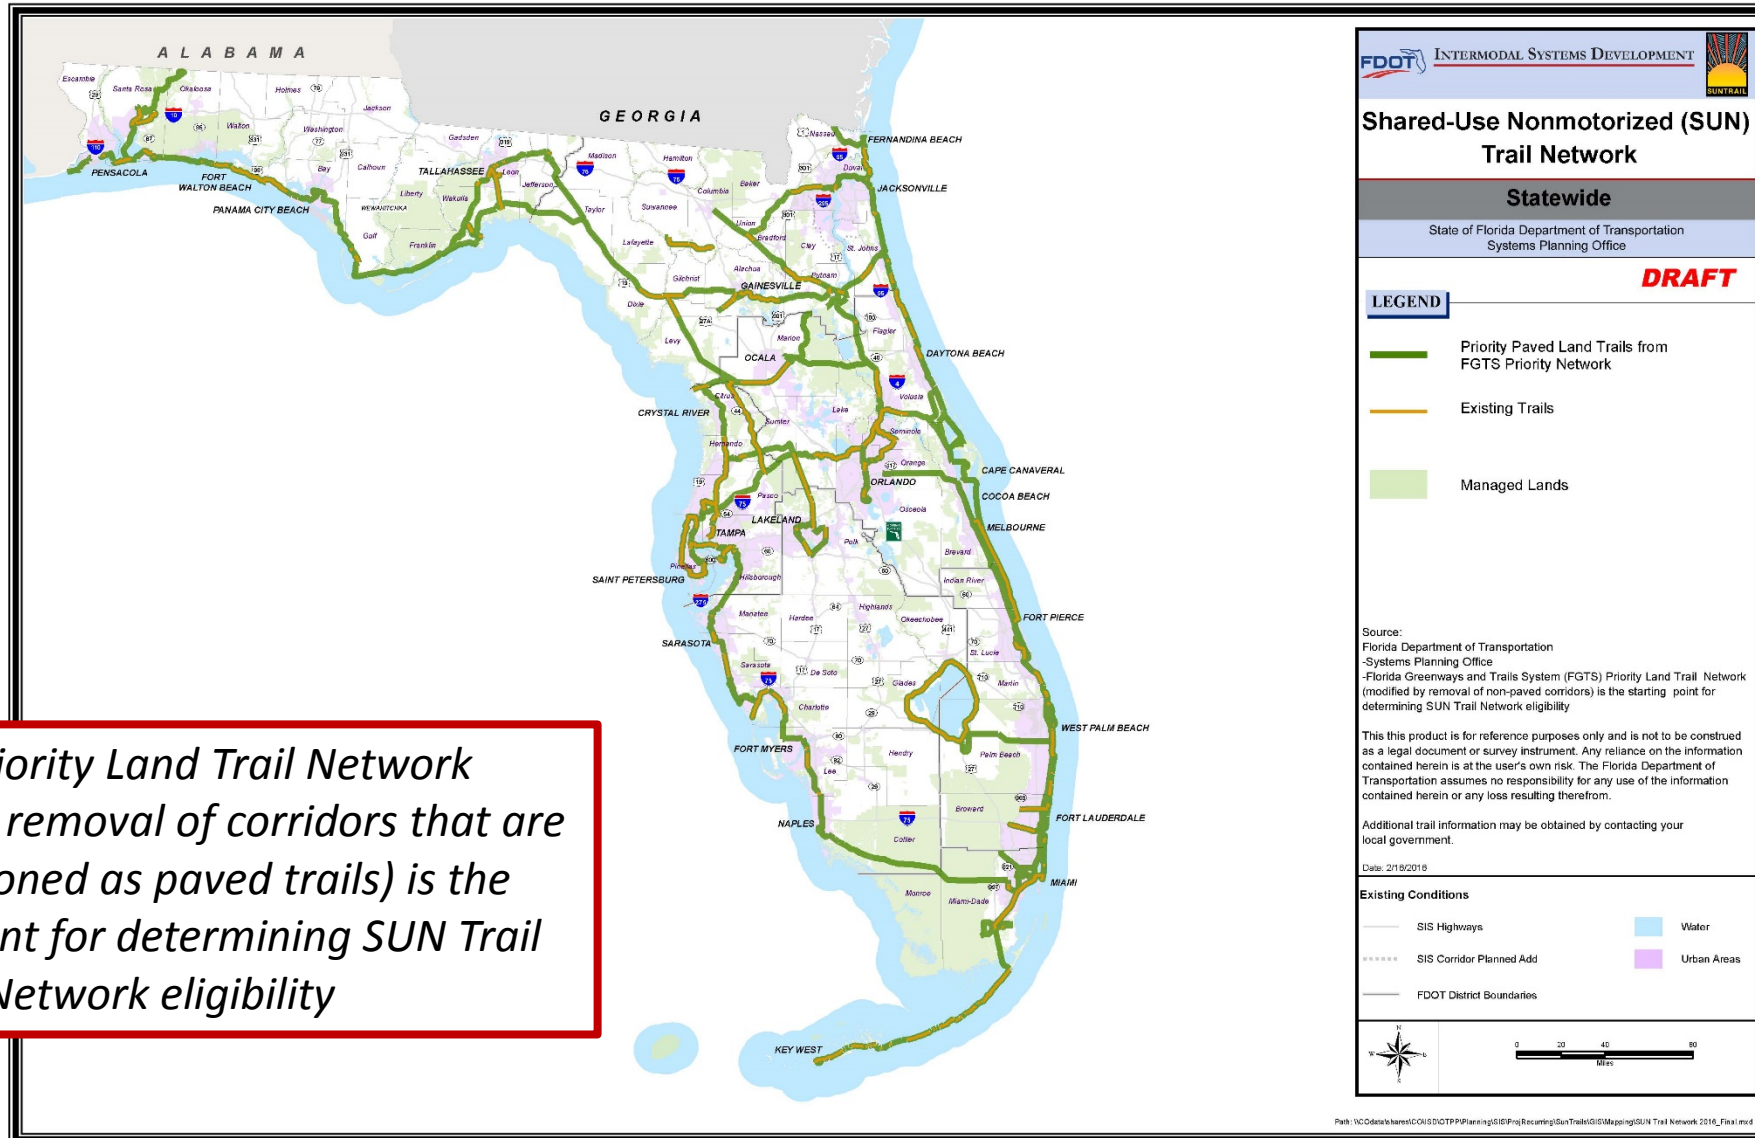 ALABAMA
GEORGIA
Escambia
Santa Rosa
Okaloosa
Holmes
Jackson
Walton
Washington
Gadsden
Bay
Calhoun
Liberty
Leon
Jefferson
Wakulla
WEWAHITCHKA
Gulf
Franklin
Madison
Hamilton
Taylor
Suwannee
Columbia
Baker
Nassau
Duval
Union
Bradford
Clay
St. Johns
Lafayette
Gilchrist
Alachua
Putnam
Dixie
Levy
Marion
Flagler
Citrus
Sumter
Lake
Volusia
Seminole
Hernando
Orange
Pasco
Osceola
Polk
Pinellas
Hillsborough
Brevard
Indian River
Manatee
Hardee
Highlands
Okeechobee
St. Lucie
Sarasota
De Soto
Glades
Martin
Charlotte
Hendry
Palm Beach
Lee
Broward
Collier
Monroe
Miami-Dade
PENSACOLA
FORT
WALTON BEACH
PANAMA CITY BEACH
TALLAHASSEE
FERNANDINA BEACH
JACKSONVILLE
GAINESVILLE
OCALA
DAYTONA BEACH
CRYSTAL RIVER
CAPE CANAVERAL
ORLANDO
COCOA BEACH
MELBOURNE
LAKELAND
TAMPA
SAINT PETERSBURG
FORT PIERCE
SARASOTA
WEST PALM BEACH
FORT MYERS
NAPLES
FORT LAUDERDALE
MIAMI
KEY WEST
iority Land Trail Network
removal of corridors that are
oned as paved trails) is the
nt for determining SUN Trail
Network eligibility
FDOT INTERMODAL SYSTEMS DEVELOPMENT
SUNTRAIL
Shared-Use Nonmotorized (SUN)
Trail Network
Statewide
State of Florida Department of Transportation
Systems Planning Office
DRAFT
LEGEND
Priority Paved Land Trails from
FGTS Priority Network
Existing Trails
Managed Lands
Source:
Florida Department of Transportation
-Systems Planning Office
-Florida Greenways and Trails System (FGTS) Priority Land Trail Network
(modified by removal of non-paved corridors) is the starting point for
determining SUN Trail Network eligibility
This this product is for reference purposes only and is not to be construed
as a legal document or survey instrument. Any reliance on the information
contained herein is at the user's own risk. The Florida Department of
Transportation assumes no responsibility for any use of the information
contained herein or any loss resulting therefrom.
Additional trail information may be obtained by contacting your
local government.
Date: 2/16/2016
Existing Conditions
SIS Highways
Water
SIS Corridor Planned Add
Urban Areas
FDOT District Boundaries
N
W E
S
0 20 40 80
Miles